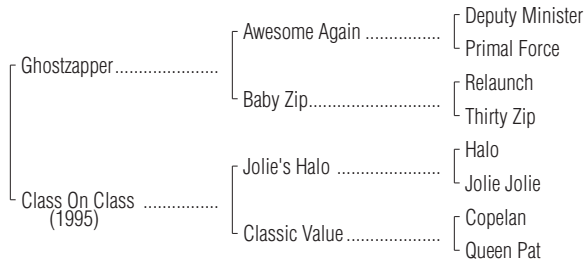 Deputy Minister
Awesome Again ................
Primal Force
Ghostzapper......................
Relaunch
Baby Zip............................
Thirty Zip
Halo
Jolie's Halo ......................
Jolie Jolie
Class On Class ................
(1995)
Copelan
Classic Value....................
Queen Pat